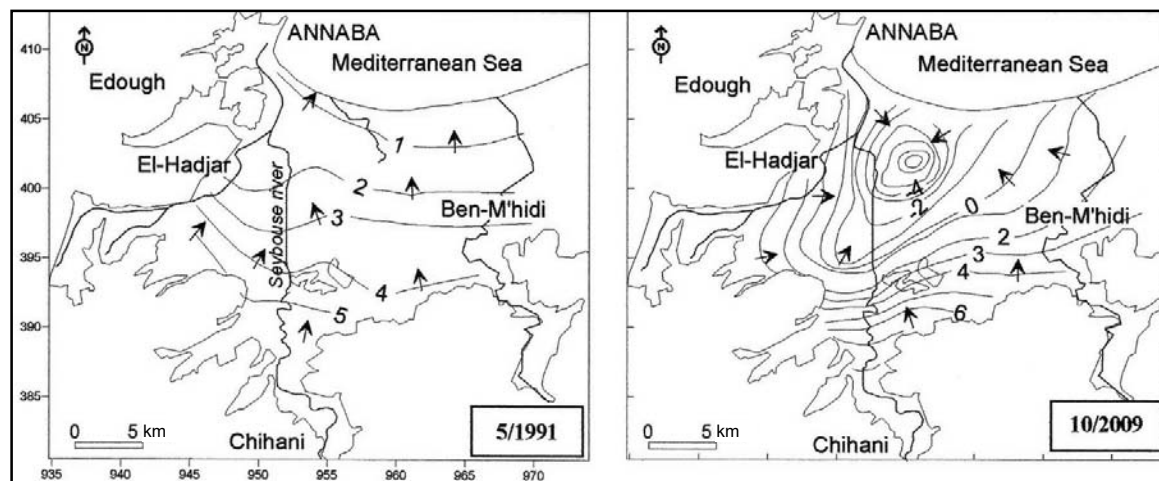 N
ANNABA
Mediterranean Sea
Edough
410
405
400
395
390
385
El-Hadjar
Seybouse river
Ben-M'hidi
1
2
3
4
5
Chihani
0 5 km
5/1991
935 940 945 950 955 960 965 970
N
ANNABA
Mediterranean Sea
Edough
El-Hadjar
-4
-2
0
Ben-M'hidi
2
3
4
6
Chihani
0 5 km
10/2009